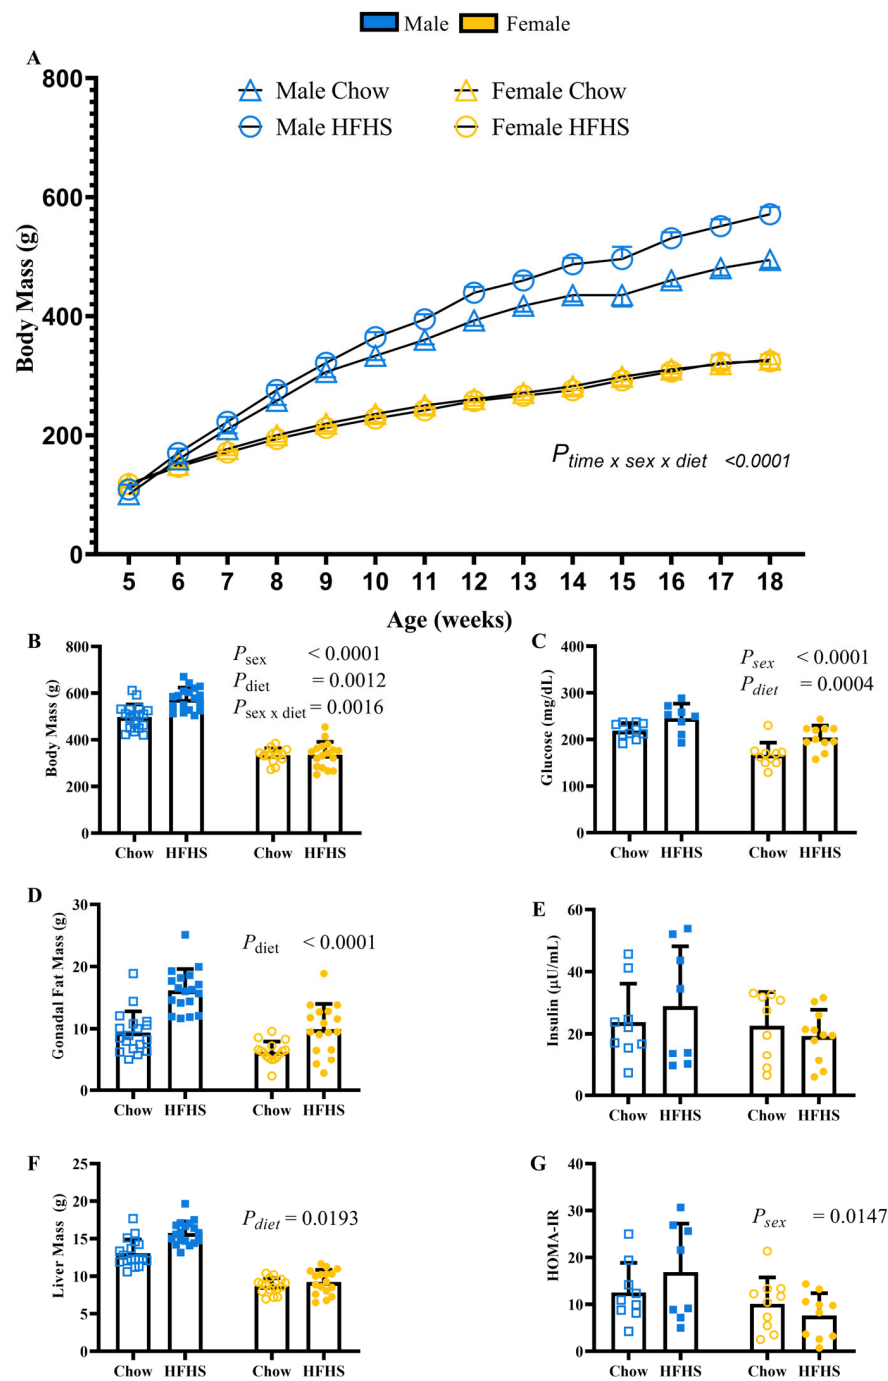 Male Female
A
Male Chow Female Chow
Male HFHS Female HFHS
800
600
400
200
0
Body Mass (g)
P time x sex x diet <0.0001
5 6 7 8 9 10 11 12 13 14 15 16 17 18
Age (weeks)
B
800
600
400
200
0
Body Mass (g)
P sex < 0.0001
P diet = 0.0012
P sex x diet = 0.0016
Chow HFHS Chow HFHS
C
400
300
200
100
0
Glucose (mg/dL)
P sex < 0.0001
P diet = 0.0004
Chow HFHS Chow HFHS
D
30
20
10
0
Gonadal Fat Mass (g)
P diet < 0.0001
Chow HFHS Chow HFHS
E
60
40
20
0
Insulin (µU/mL)
Chow HFHS Chow HFHS
F
25
20
15
10
5
0
Liver Mass (g)
P diet = 0.0193
Chow HFHS Chow HFHS
G
40
30
20
10
0
HOMA-IR
P sex = 0.0147
Chow HFHS Chow HFHS